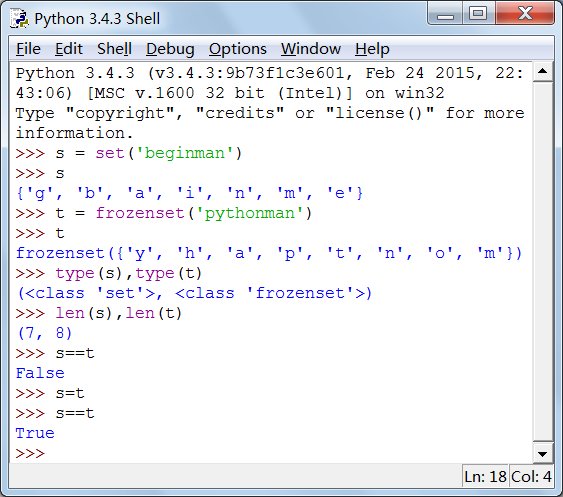 Python 3.4.3 Shell
File Edit Shell Debug Options Window Help
Python 3.4.3 (v3.4.3:9b73f1c3e601, Feb 24 2015, 22:
43:06) [MSC v.1600 32 bit (Intel)] on win32
Type "copyright", "credits" or "license()" for more
information.
>>> s = set('beginman')
>>> s
{'g', 'b', 'a', 'i', 'n', 'm', 'e'}
>>> t = frozenset('pythonman')
>>> t
frozenset({'y', 'h', 'a', 'p', 't', 'n', 'o', 'm'})
>>> type(s),type(t)
(<class 'set'>, <class 'frozenset'>)
>>> len(s),len(t)
(7, 8)
>>> s==t
False
>>> s=t
>>> s==t
True
>>>
Ln: 18 Col: 4